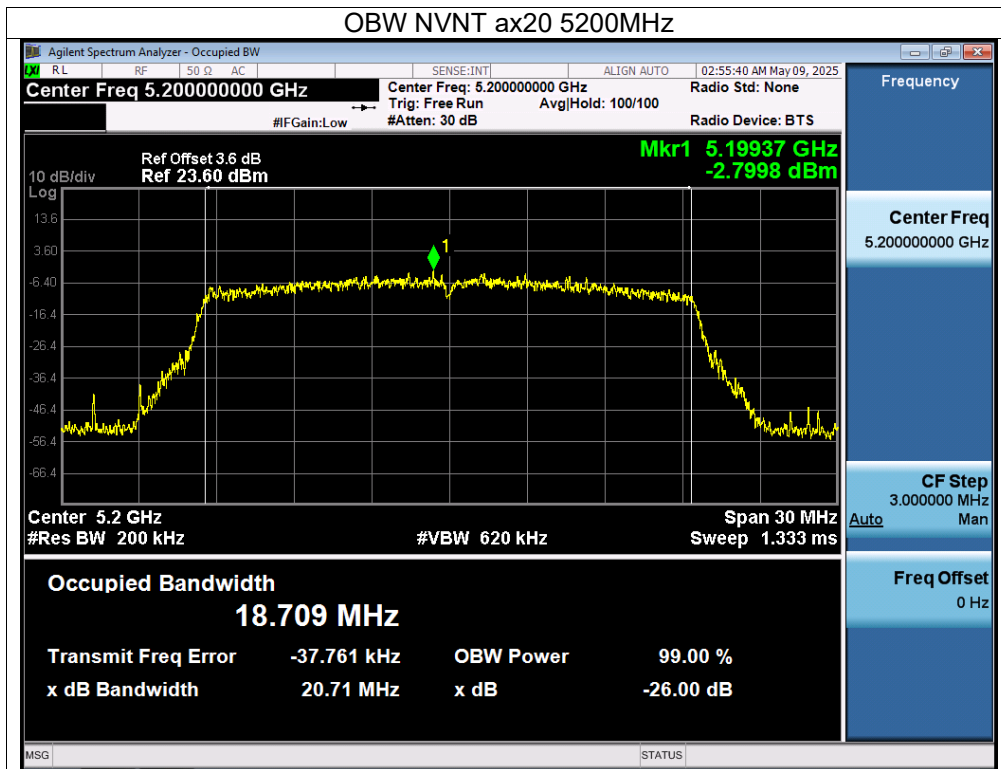 OBW NVNT ax20 5200MHz
Agilent Spectrum Analyzer - Occupied BW
LXI RL RF 50 Ω AC SENSE:INT ALIGN AUTO 02:55:40 AM May 09, 2025
Center Freq 5.200000000 GHz Center Freq: 5.200000000 GHz Radio Std: None Frequency
Trig: Free Run Avg|Hold: 100/100
#IFGain:Low #Atten: 30 dB Radio Device: BTS
Ref Offset 3.6 dB Mkr1 5.19937 GHz
10 dB/div Ref 23.60 dBm -2.7998 dBm
Log
13.6 Center Freq
5.200000000 GHz
3.60 1
-6.40
-16.4
-26.4
-36.4
-46.4
-56.4
-66.4
CF Step
3.000000 MHz
Auto Man
Center 5.2 GHz Span 30 MHz
#Res BW 200 kHz #VBW 620 kHz Sweep 1.333 ms
Occupied Bandwidth Freq Offset
0 Hz
18.709 MHz
Transmit Freq Error -37.761 kHz OBW Power 99.00 %
x dB Bandwidth 20.71 MHz x dB -26.00 dB
MSG STATUS